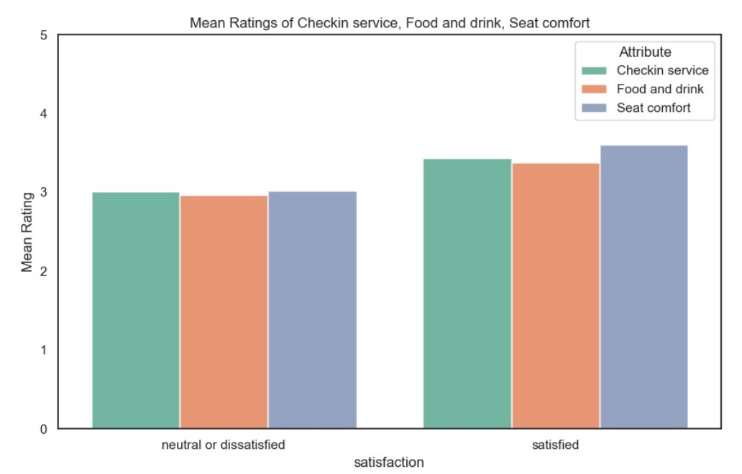 Mean Ratings of Checkin service, Food and drink, Seat comfort
5
4
3
2
1
0
Mean Rating
Attribute
Checkin service
Food and drink
Seat comfort
neutral or dissatisfied
satisfied
satisfaction